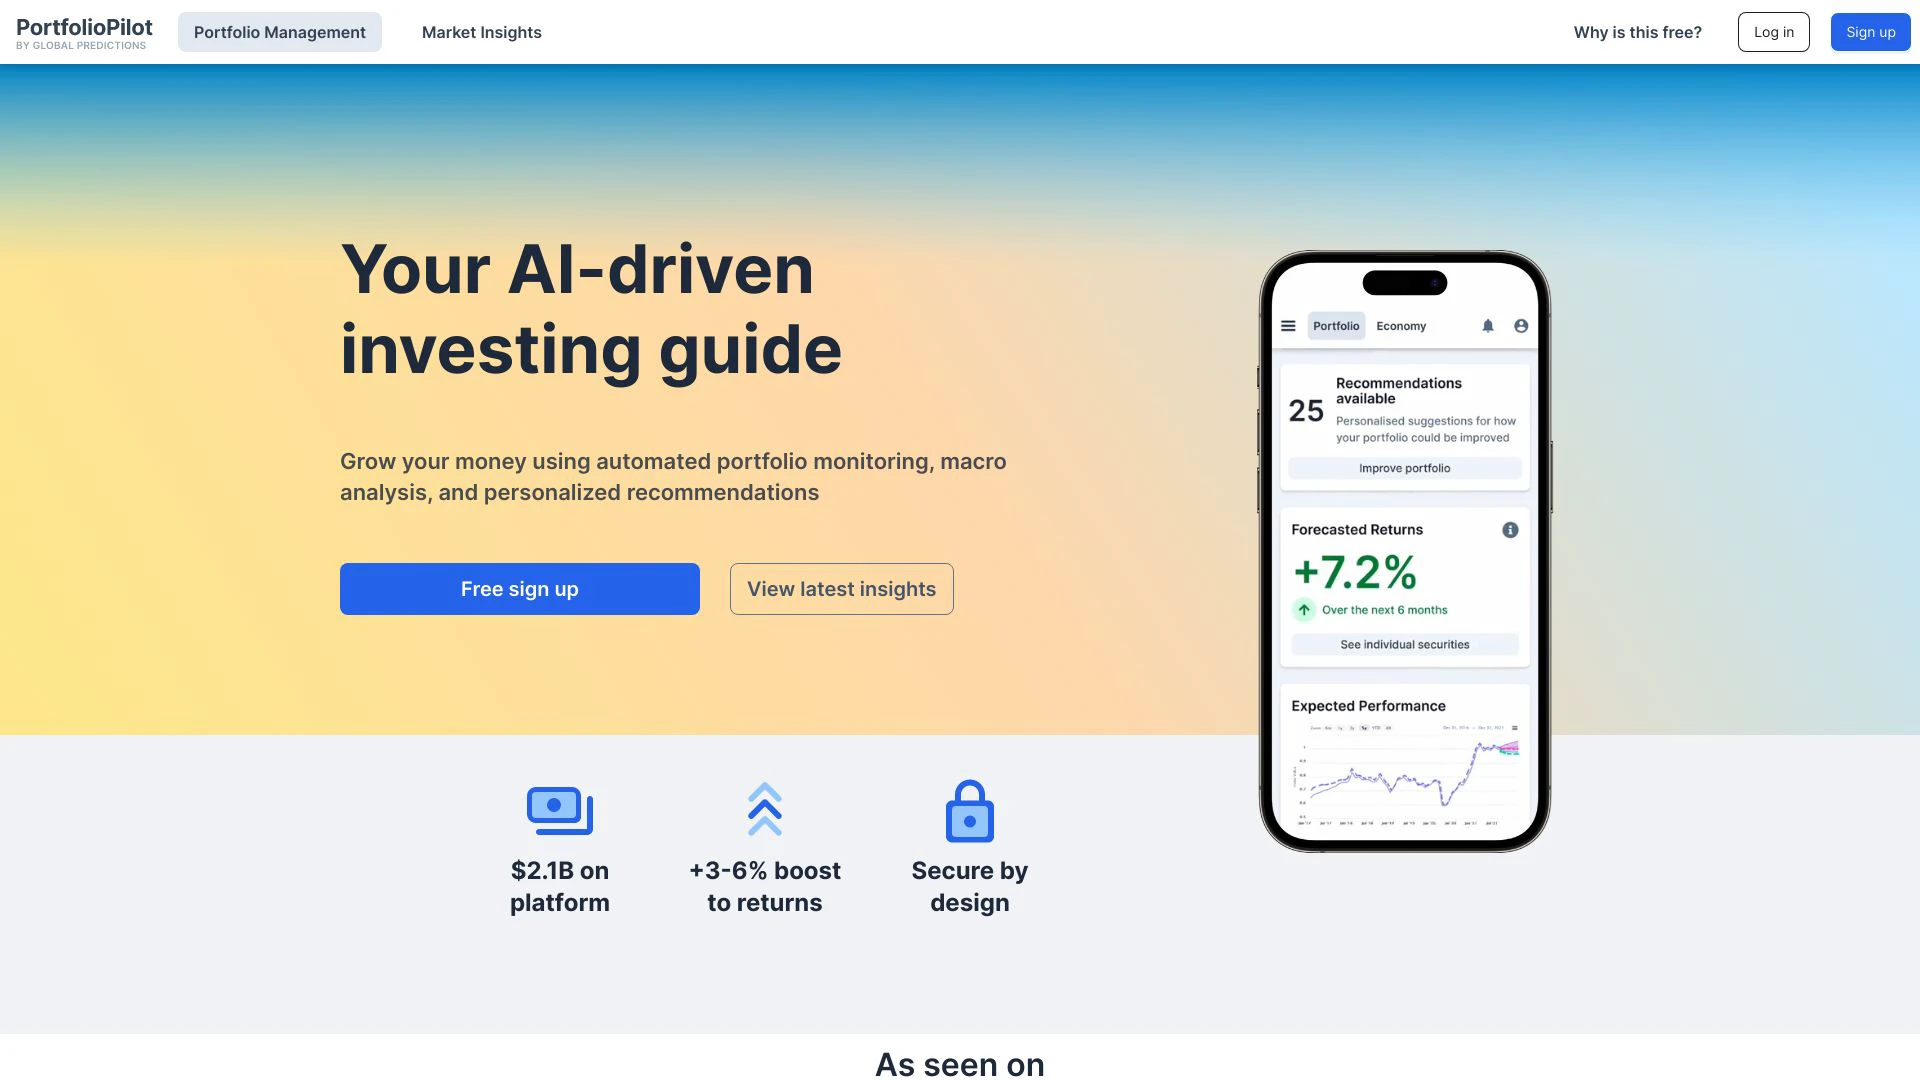 PortfolioPilot
BY GLOBAL PREDICTIONS
Portfolio Management
Market Insights
Why is this free?
Log in
Sign up
Your AI-driven
investing guide
Grow your money using automated portfolio monitoring, macro
analysis, and personalized recommendations
Free sign up
View latest insights
Portfolio
Economy
25
Recommendations
available
Personalised suggestions for how
your portfolio could be improved
Improve portfolio
Forecasted Returns
+7.2%
Over the next 6 months
See individual securities
Expected Performance
$2.1B on
platform
+3-6% boost
to returns
Secure by
design
As seen on